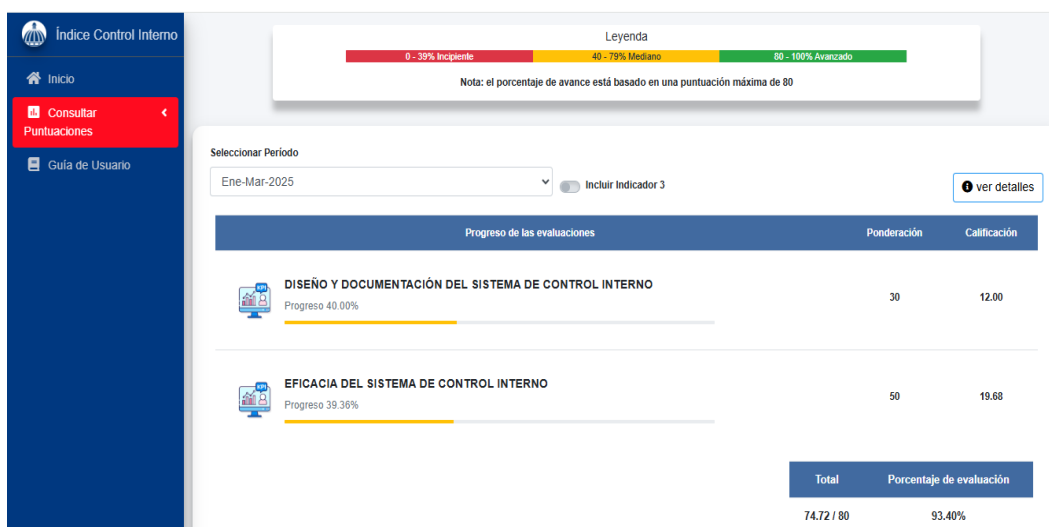 Índice Control Interno
Inicio
Consultar
Puntuaciones
Guía de Usuario
Leyenda
0 - 39% Incipiente
40 - 79% Mediano
80 - 100% Avanzado
Nota: el porcentaje de avance está basado en una puntuación máxima de 80
Seleccionar Período
Ene-Mar-2025
Incluir Indicador 3
ver detalles
Progreso de las evaluaciones
Ponderación
Calificación
KPI
DISEÑO Y DOCUMENTACIÓN DEL SISTEMA DE CONTROL INTERNO
Progreso 40.00%
30
12.00
KPI
EFICACIA DEL SISTEMA DE CONTROL INTERNO
Progreso 39.36%
50
19.68
Total
Porcentaje de evaluación
74.72 / 80
93.40%